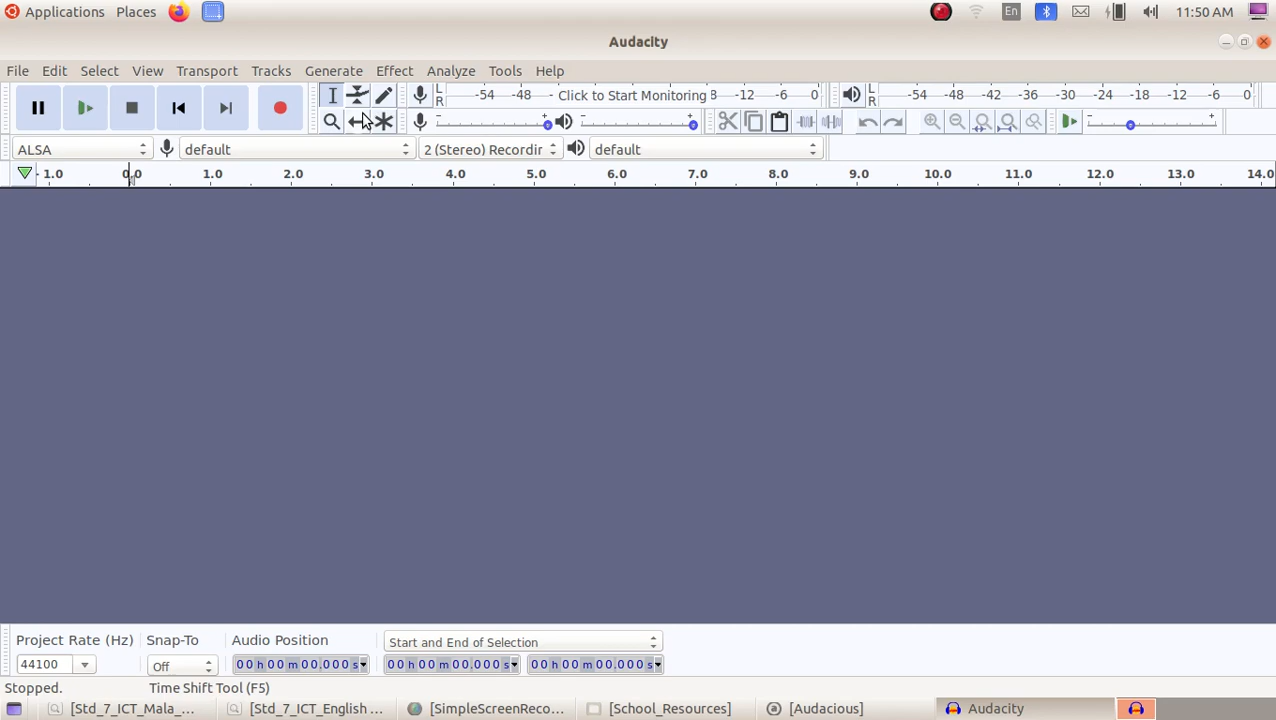 Applications Places En 11:50 AM
Audacity
File Edit Select View Transport Tracks Generate Effect Analyze Tools Help
L R -54 -48 - Click to Start Monitoring 8 -12 -6 0 L R -54 -48 -42 -36 -30 -24 -18 -12 -6 0
- + - + - +
ALSA default 2 (Stereo) Recordir default
- 1.0 0.0 1.0 2.0 3.0 4.0 5.0 6.0 7.0 8.0 9.0 10.0 11.0 12.0 13.0 14.0
Project Rate (Hz) Snap-To Audio Position Start and End of Selection
44100 Off 00 h 00 m 00.000 s 00 h 00 m 00.000 s 00 h 00 m 00.000 s
Stopped. Time Shift Tool (F5)
[Std_7_ICT_Mala_... [Std_7_ICT_English ... [SimpleScreenReco... [School_Resources] [Audacious] Audacity